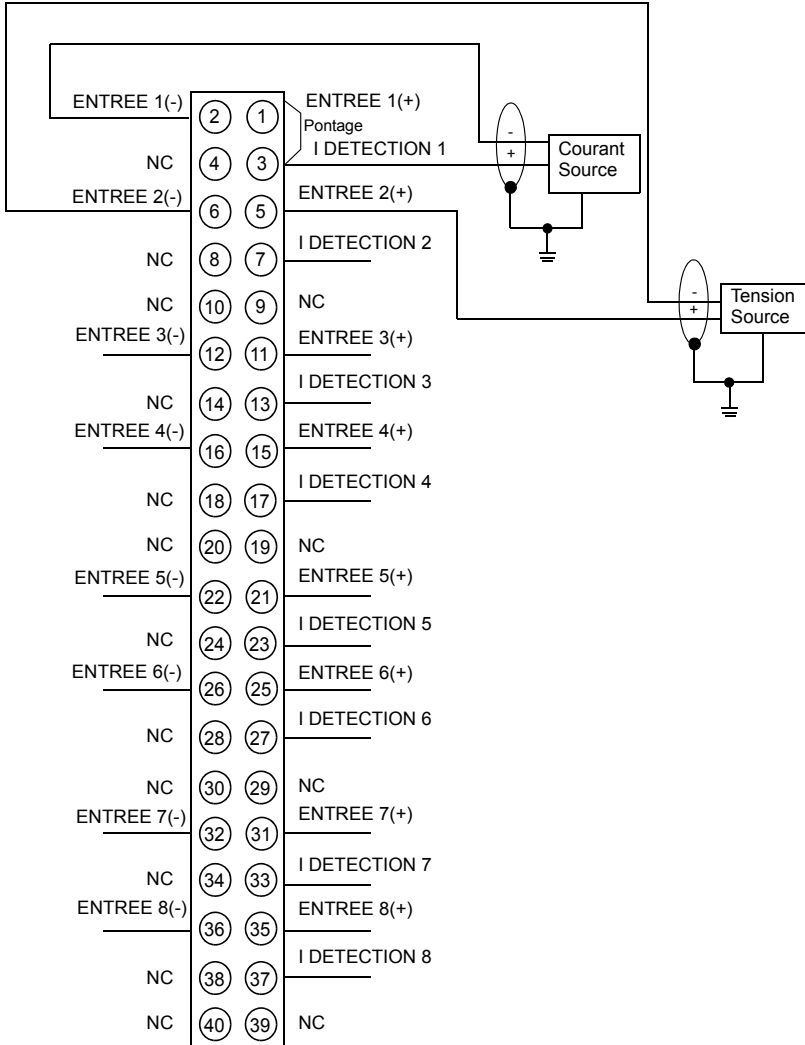 ENTREE 1(-) 2 1 ENTREE 1(+)
Pontage
NC 4 3 I DETECTION 1
- Courant
+ Source
ENTREE 2(-) 6 5 ENTREE 2(+)
NC 8 7 I DETECTION 2
- Tension
+ Source
NC 10 9 NC
ENTREE 3(-) 12 11 ENTREE 3(+)
NC 14 13 I DETECTION 3
ENTREE 4(-) 16 15 ENTREE 4(+)
NC 18 17 I DETECTION 4
NC 20 19 NC
ENTREE 5(-) 22 21 ENTREE 5(+)
NC 24 23 I DETECTION 5
ENTREE 6(-) 26 25 ENTREE 6(+)
NC 28 27 I DETECTION 6
NC 30 29 NC
ENTREE 7(-) 32 31 ENTREE 7(+)
NC 34 33 I DETECTION 7
ENTREE 8(-) 36 35 ENTREE 8(+)
NC 38 37 I DETECTION 8
NC 40 39 NC